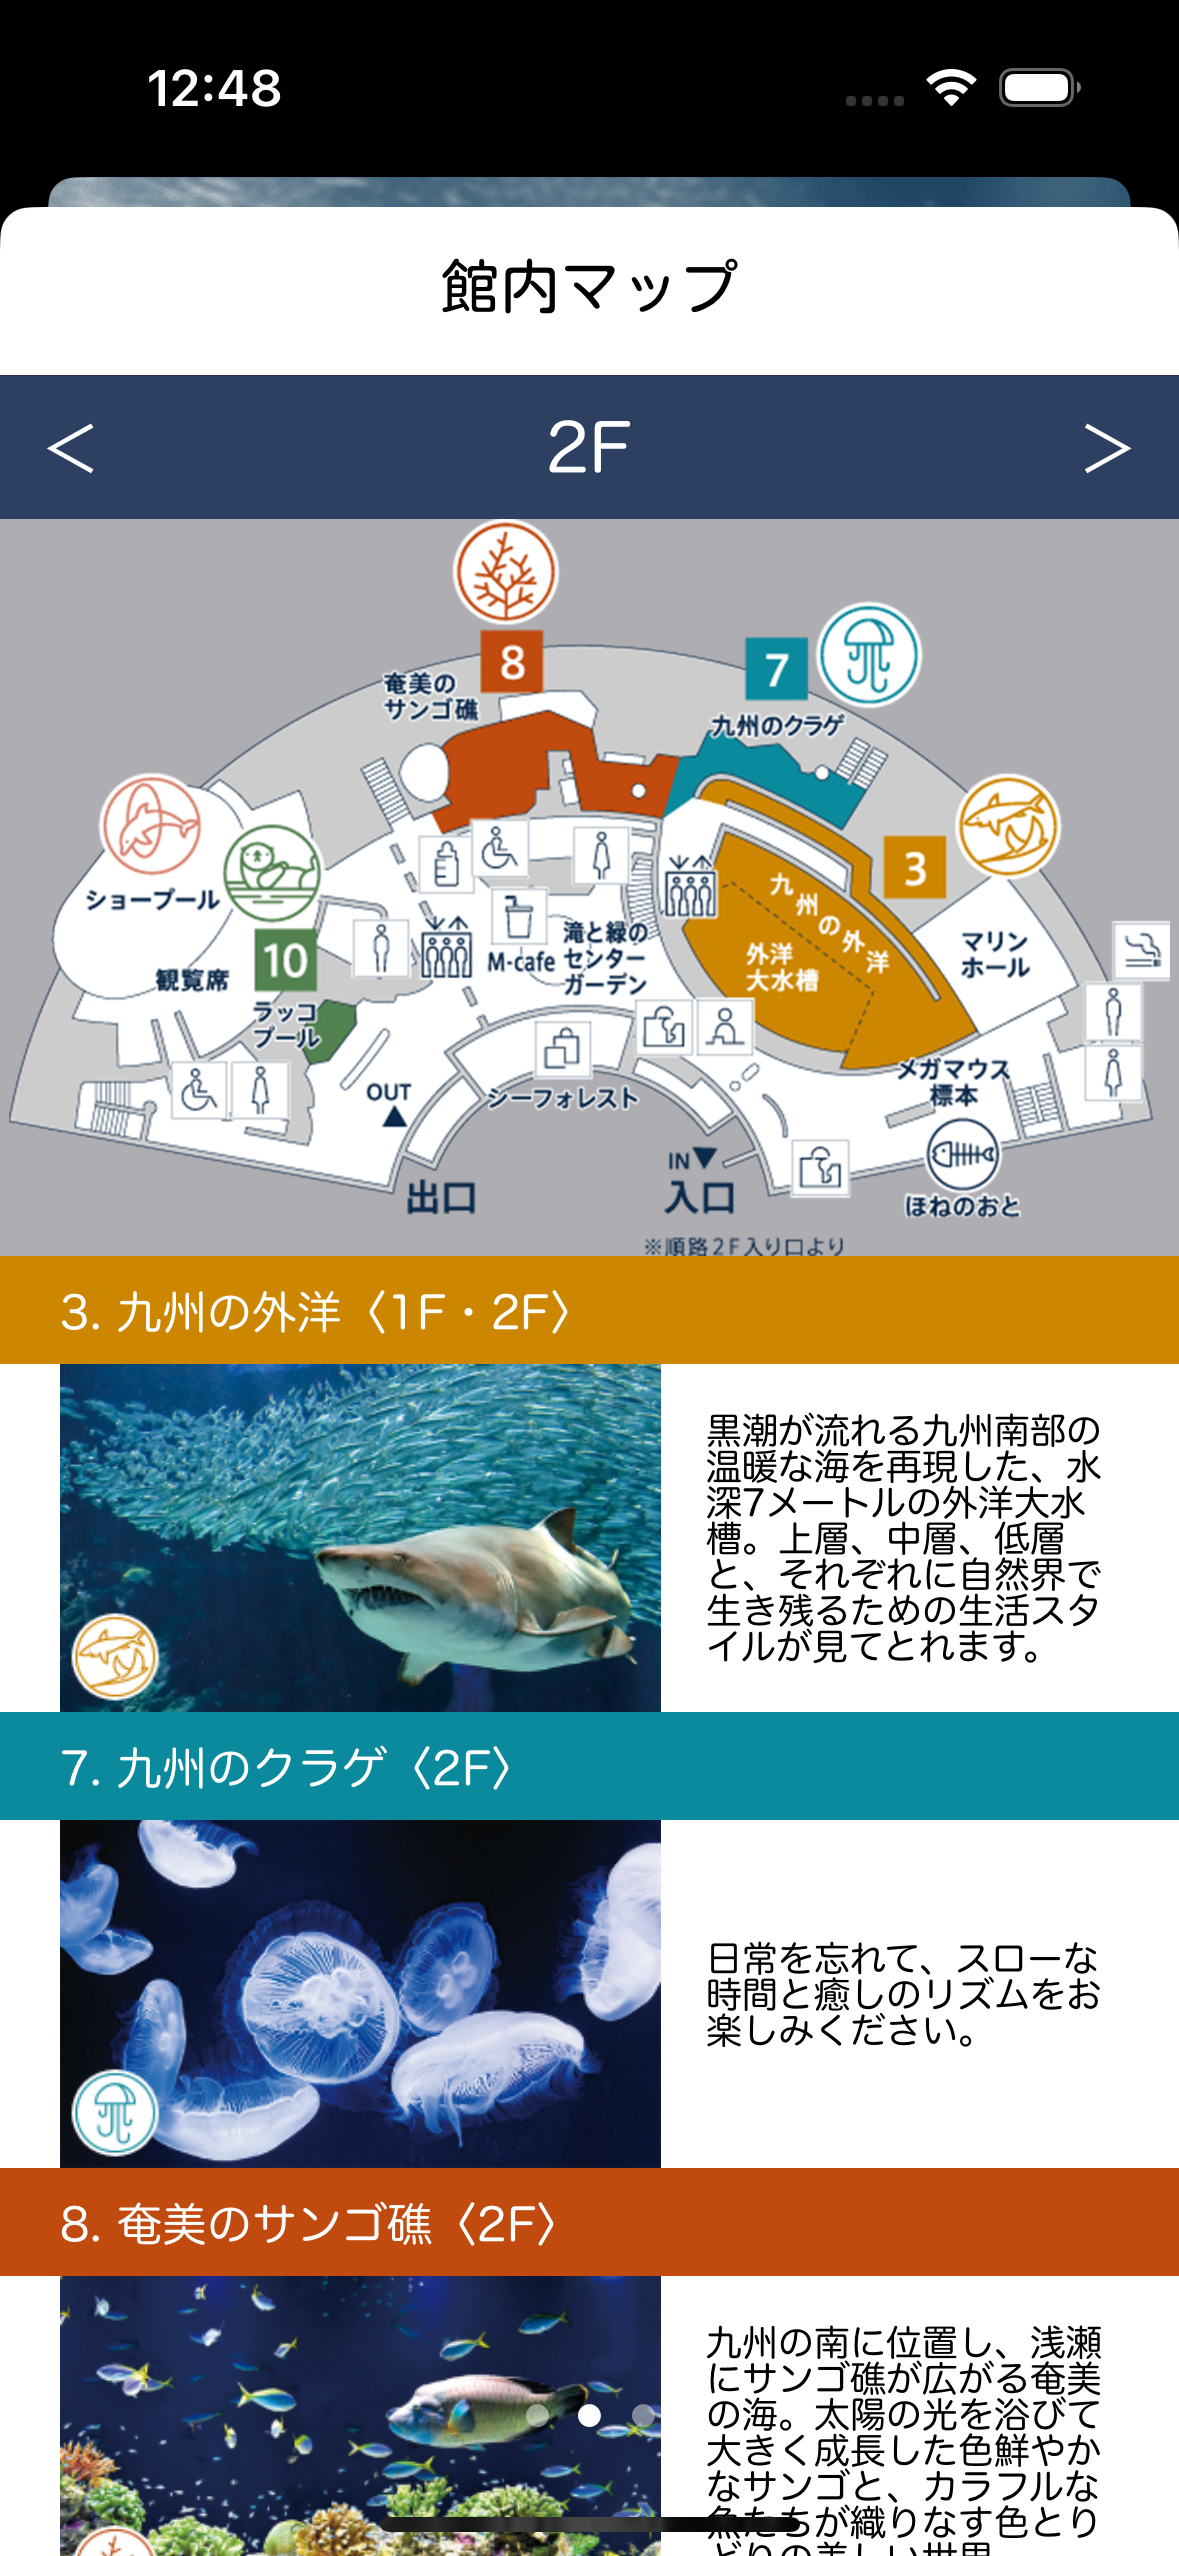 12:48
館内マップ
< 2F >
8
奄美の
サンゴ礁
7
九州のクラゲ
3
ショープール
九州の外洋
外洋
大水槽
マリン
ホール
滝と緑の
センター
ガーデン
M-cafe
10
観覧席
ラッコ
プール
OUT
シーフォレスト
メガマウス
標本
IN
出口
入口
ほねのおと
※順路2F入り口より
3. 九州の外洋〈1F・2F〉
黒潮が流れる九州南部の
温暖な海を再現した、水
深7メートルの外洋大水
槽。上層、中層、低層
と、それぞれに自然界で
生き残るための生活スタ
イルが見てとれます。
7. 九州のクラゲ〈2F〉
日常を忘れて、スローな
時間と癒しのリズムをお
楽しみください。
8. 奄美のサンゴ礁〈2F〉
九州の南に位置し、浅瀬
にサンゴ礁が広がる奄美
の海。太陽の光を浴びて
大きく成長した色鮮やか
なサンゴと、カラフルな
魚たちが織りなす色とり
どりの美しい世界